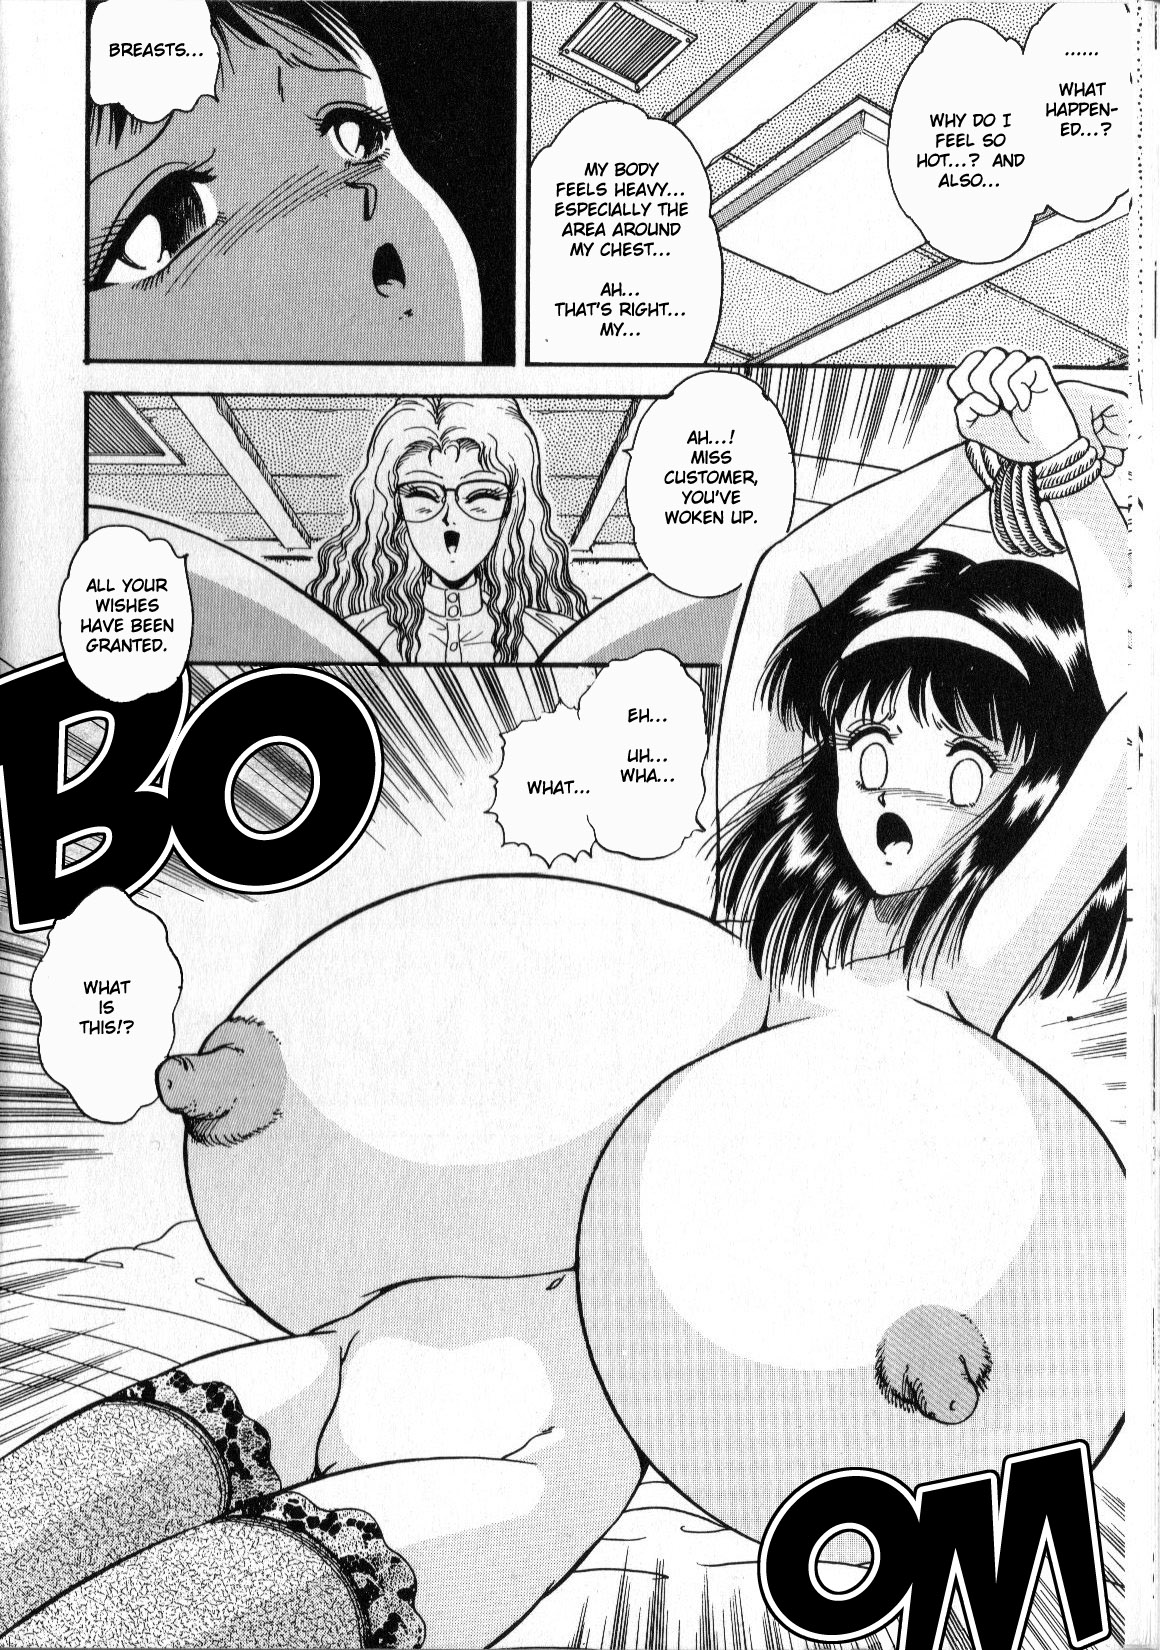 ......
WHAT
HAPPEN-
ED...?
WHY DO I
FEEL SO
HOT...? AND
ALSO...
MY BODY
FEELS HEAVY...
ESPECIALLY THE
AREA AROUND
MY CHEST...
AH...
THAT'S RIGHT...
MY...
BREASTS...
AH...!
MISS
CUSTOMER,
YOU'VE
WOKEN UP.
ALL YOUR
WISHES
HAVE BEEN
GRANTED.
EH...
UH...
WHA...
WHAT...
BO
OM
WHAT
IS
THIS!?